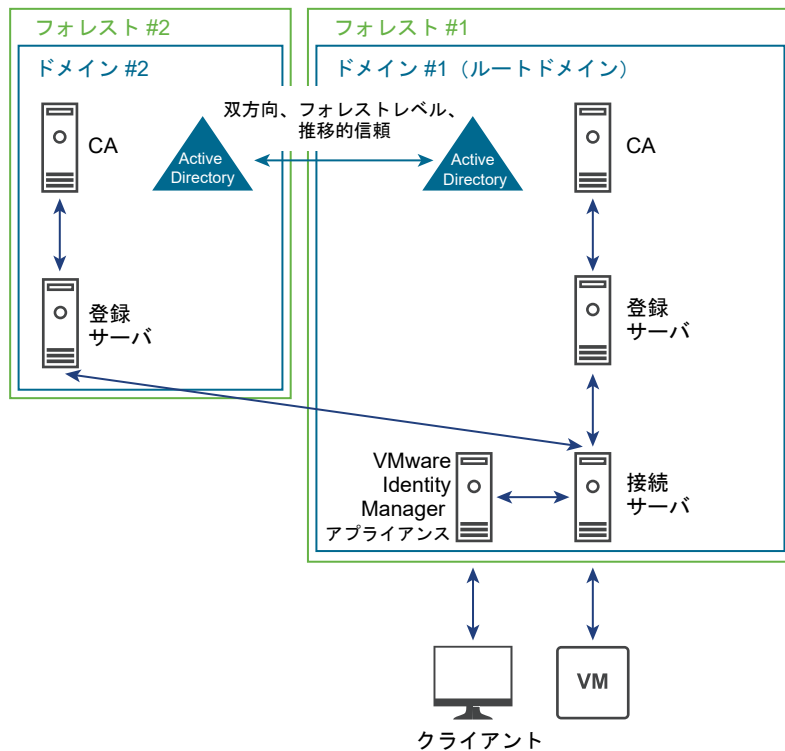 フォレスト #2
ドメイン #2
CA
Active
Directory
登録
サーバ
双方向、フォレストレベル、
推移的信頼
フォレスト #1
ドメイン #1（ルートドメイン）
Active
Directory
CA
登録
サーバ
VMware
Identity
Manager
アプライアンス
接続
サーバ
クライアント
VM